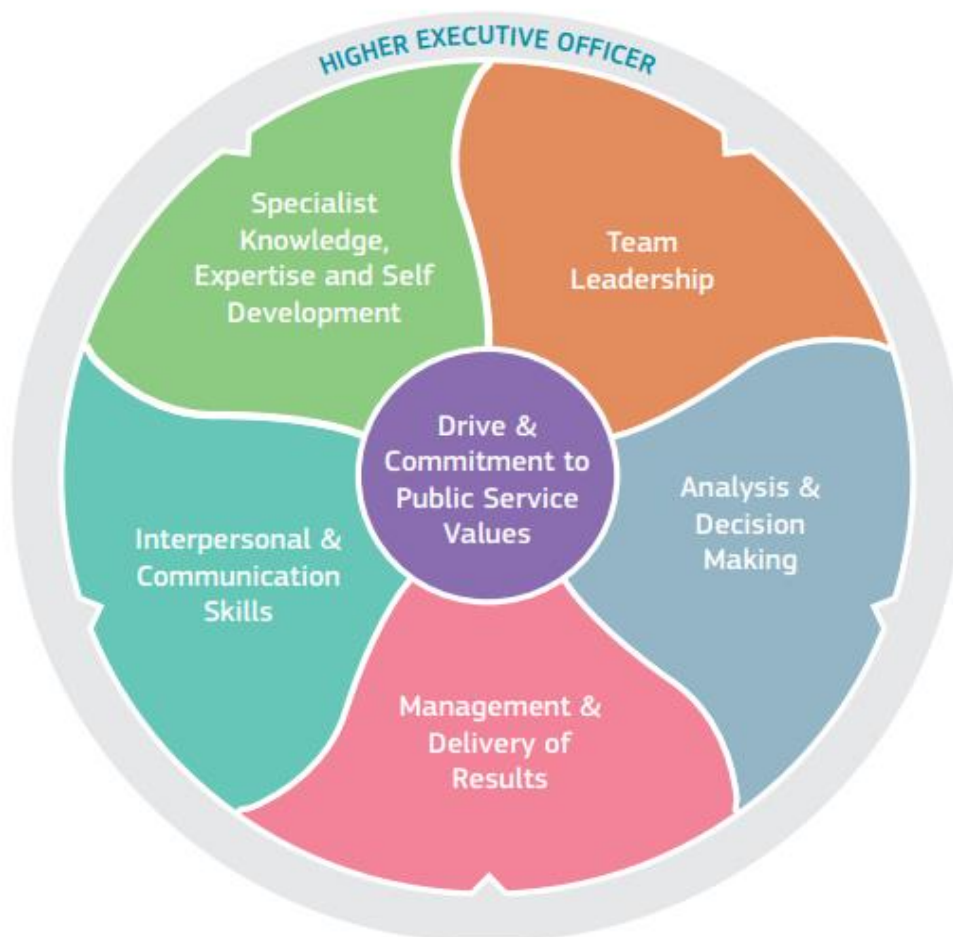 HIGHER EXECUTIVE OFFICER
Specialist
Knowledge,
Expertise and Self
Development
Team
Leadership
Drive &
Commitment to
Public Service
Values
Analysis &
Decision
Making
Interpersonal &
Communication
Skills
Management &
Delivery of
Results